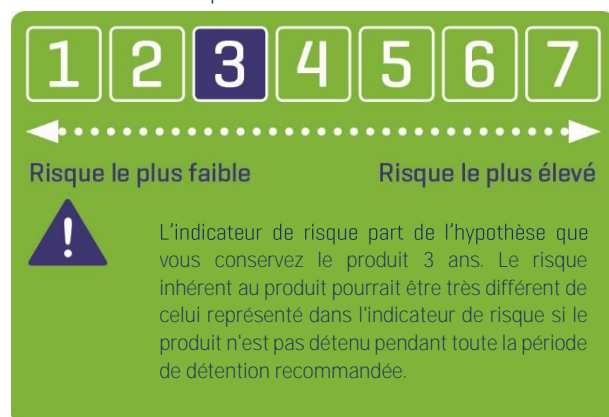 1 2 3 4 5 6 7
Risque le plus faible Risque le plus élevé
!
L'indicateur de risque part de l'hypothèse que
vous conservez le produit 3 ans. Le risque
inhérent au produit pourrait être très différent de
celui représenté dans l'indicateur de risque si le
produit n'est pas détenu pendant toute la période
de détention recommandée.